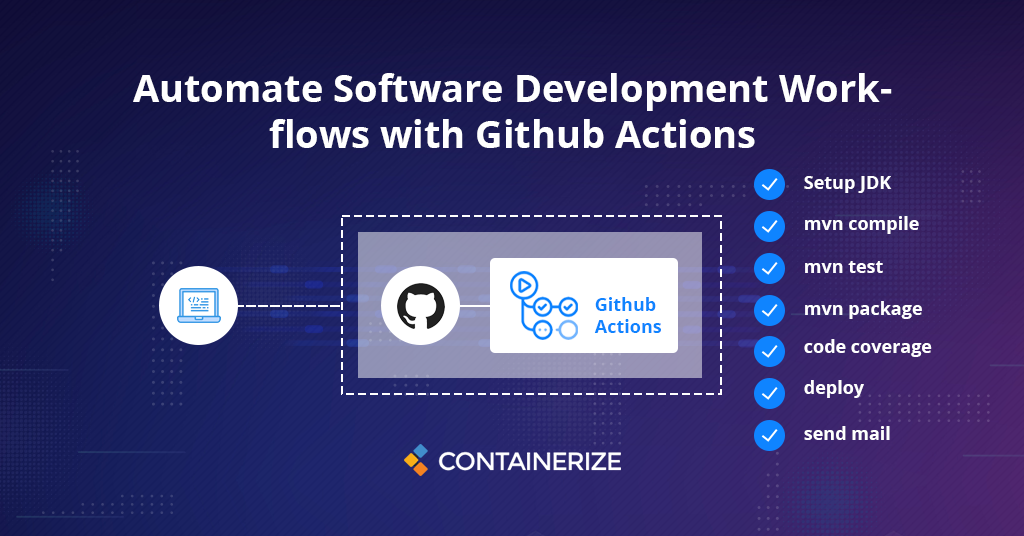 Automate Software Development Work-
flows with Github Actions
Setup JDK
mvn compile
mvn test
mvn package
code coverage
deploy
send mail
Github
Actions
CONTAINERIZE